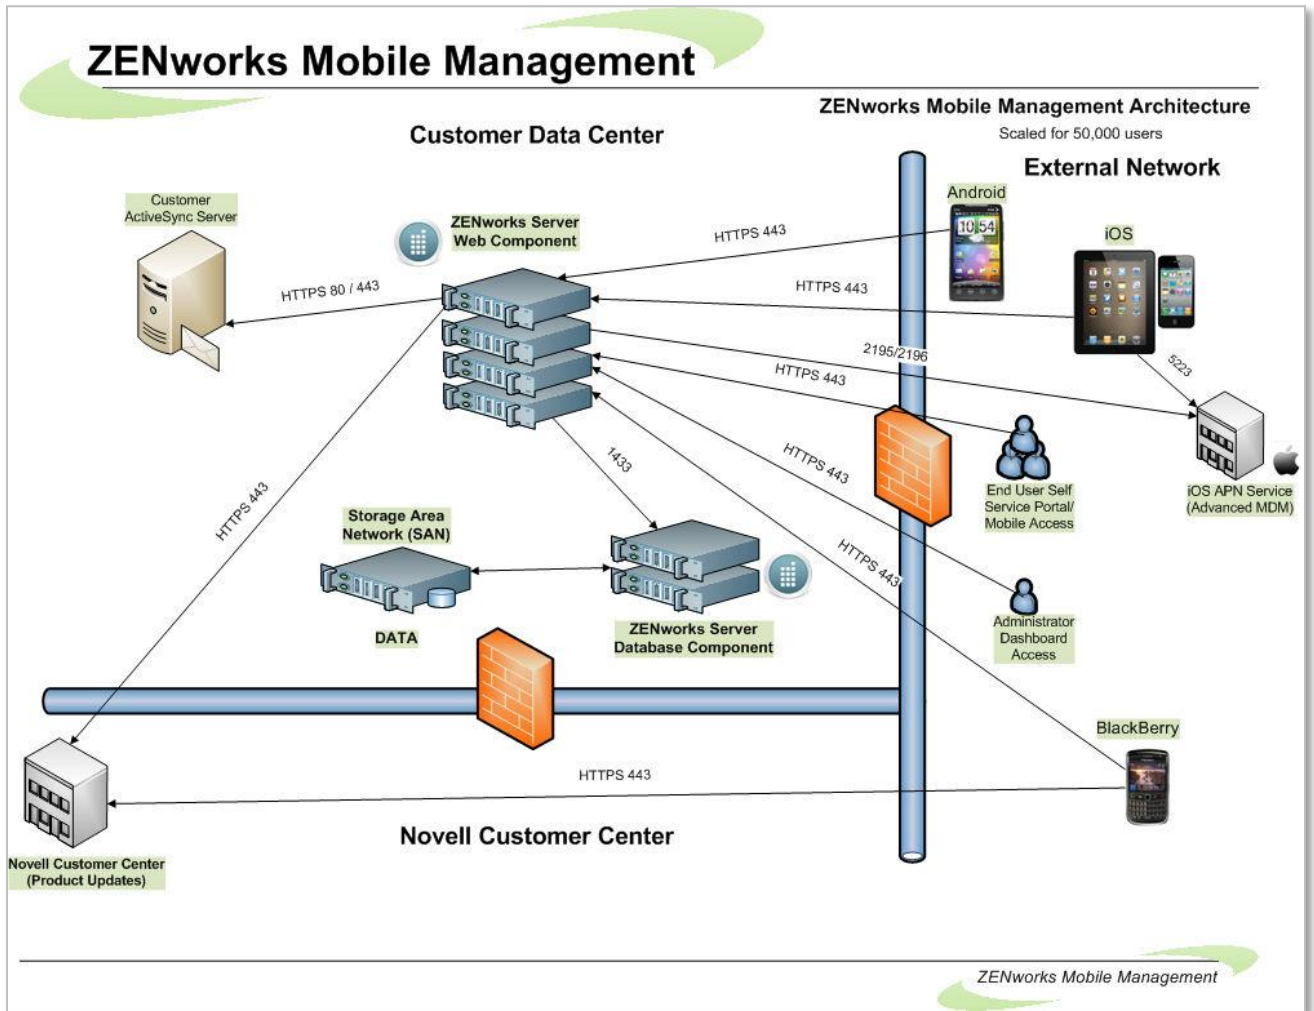 ZENworks Mobile Management
ZENworks Mobile Management Architecture
Scaled for 50,000 users
Customer Data Center
External Network
Customer
ActiveSync Server
ZENworks Server
Web Component
Android
10 54
iOS
HTTPS 443
HTTPS 80 / 443
HTTPS 443
2195/2196
HTTPS 443
5223
HTTPS 443
1433
HTTPS 443
End User Self
Service Portal/
Mobile Access
iOS APN Service
(Advanced MDM)
Storage Area
Network (SAN)
HTTPS 443
DATA
ZENworks Server
Database Component
Administrator
Dashboard
Access
BlackBerry
HTTPS 443
Novell Customer Center
Novell Customer Center
(Product Updates)
ZENworks Mobile Management